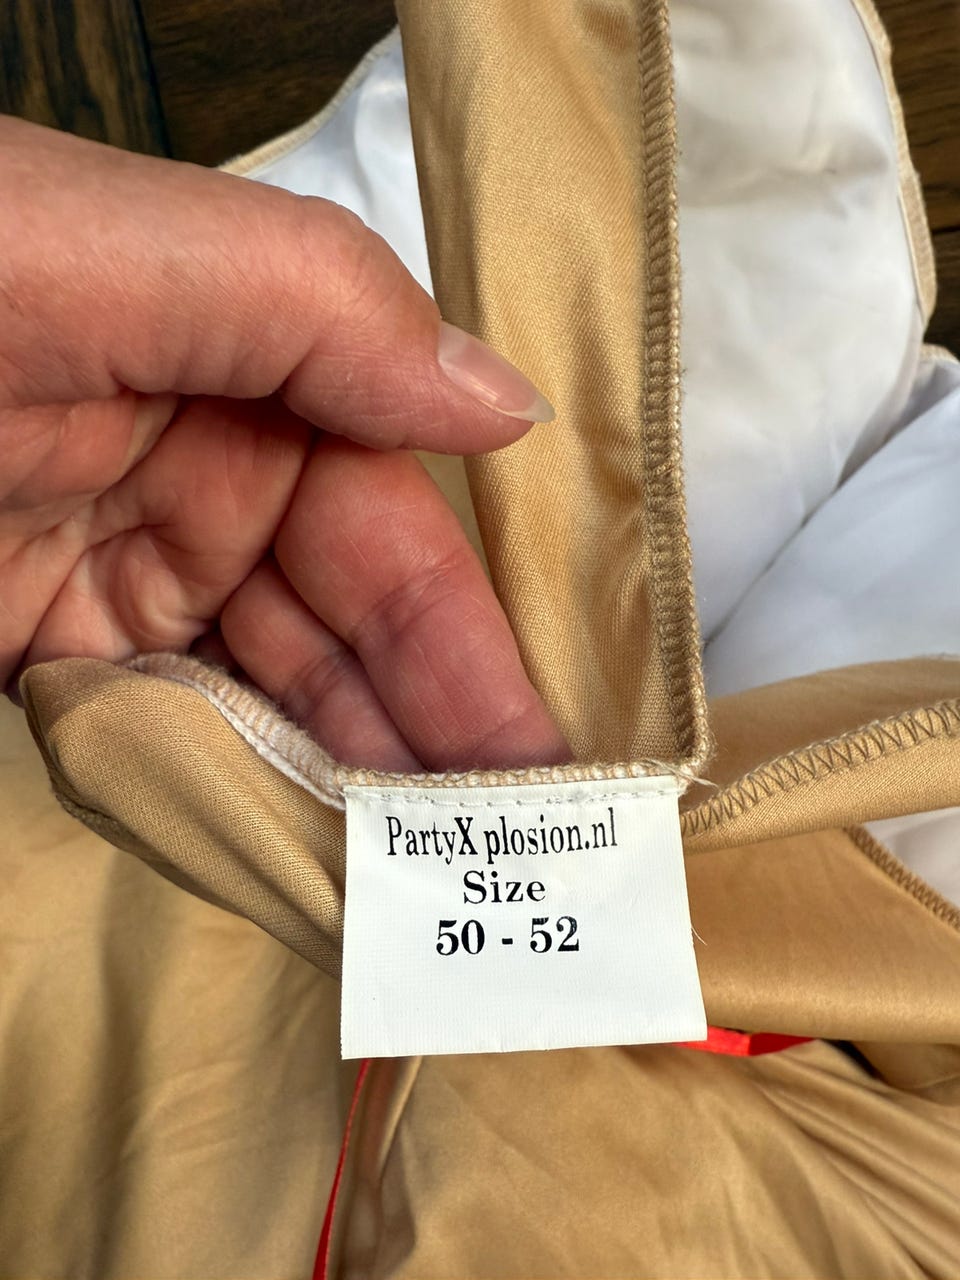 PartyX plosion.nl
Size
50 - 52